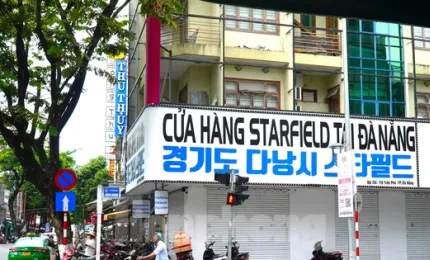 CỬA HÀNG STARFIELD TẠI ĐÀ NẴNG
경기도 다낭시 스타필드
THU THỦY